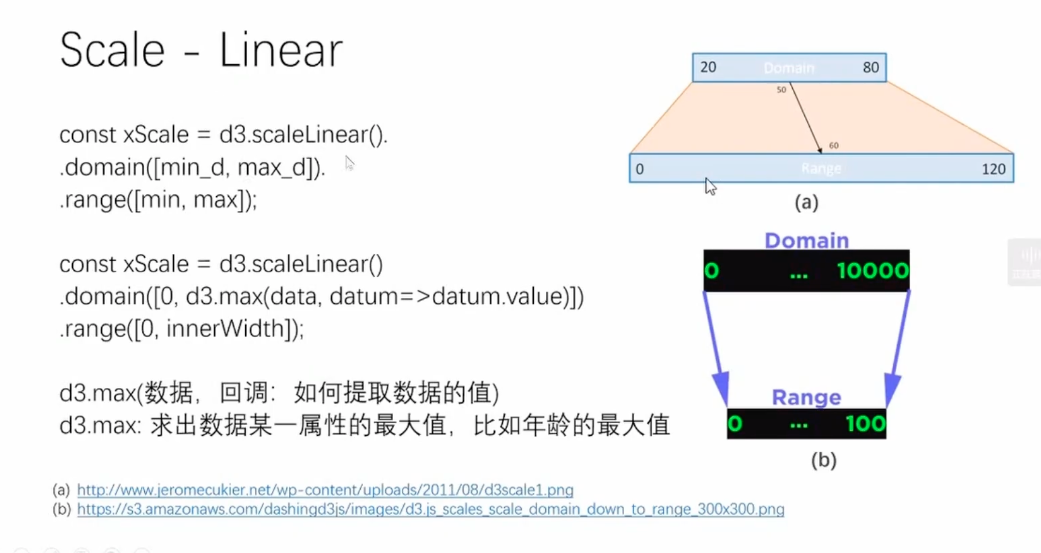 Scale - Linear
const xScale = d3.scaleLinear().
.domain([min_d, max_d]).
.range([min, max]);
const xScale = d3.scaleLinear()
.domain([0, d3.max(data, datum=>datum.value)])
.range([0, innerWidth]);
d3.max(数据，回调：如何提取数据的值)
d3.max: 求出数据某一属性的最大值，比如年龄的最大值
20 Domain 80
50
60
0 Range 120
(a)
Domain
0 ... 10000
Range
0 ... 100
(b)
(a) http://www.jeromecukier.net/wp-content/uploads/2011/08/d3scale1.png
(b) https://s3.amazonaws.com/dashingd3js/images/d3.js_scales_scale_domain_down_to_range_300x300.png